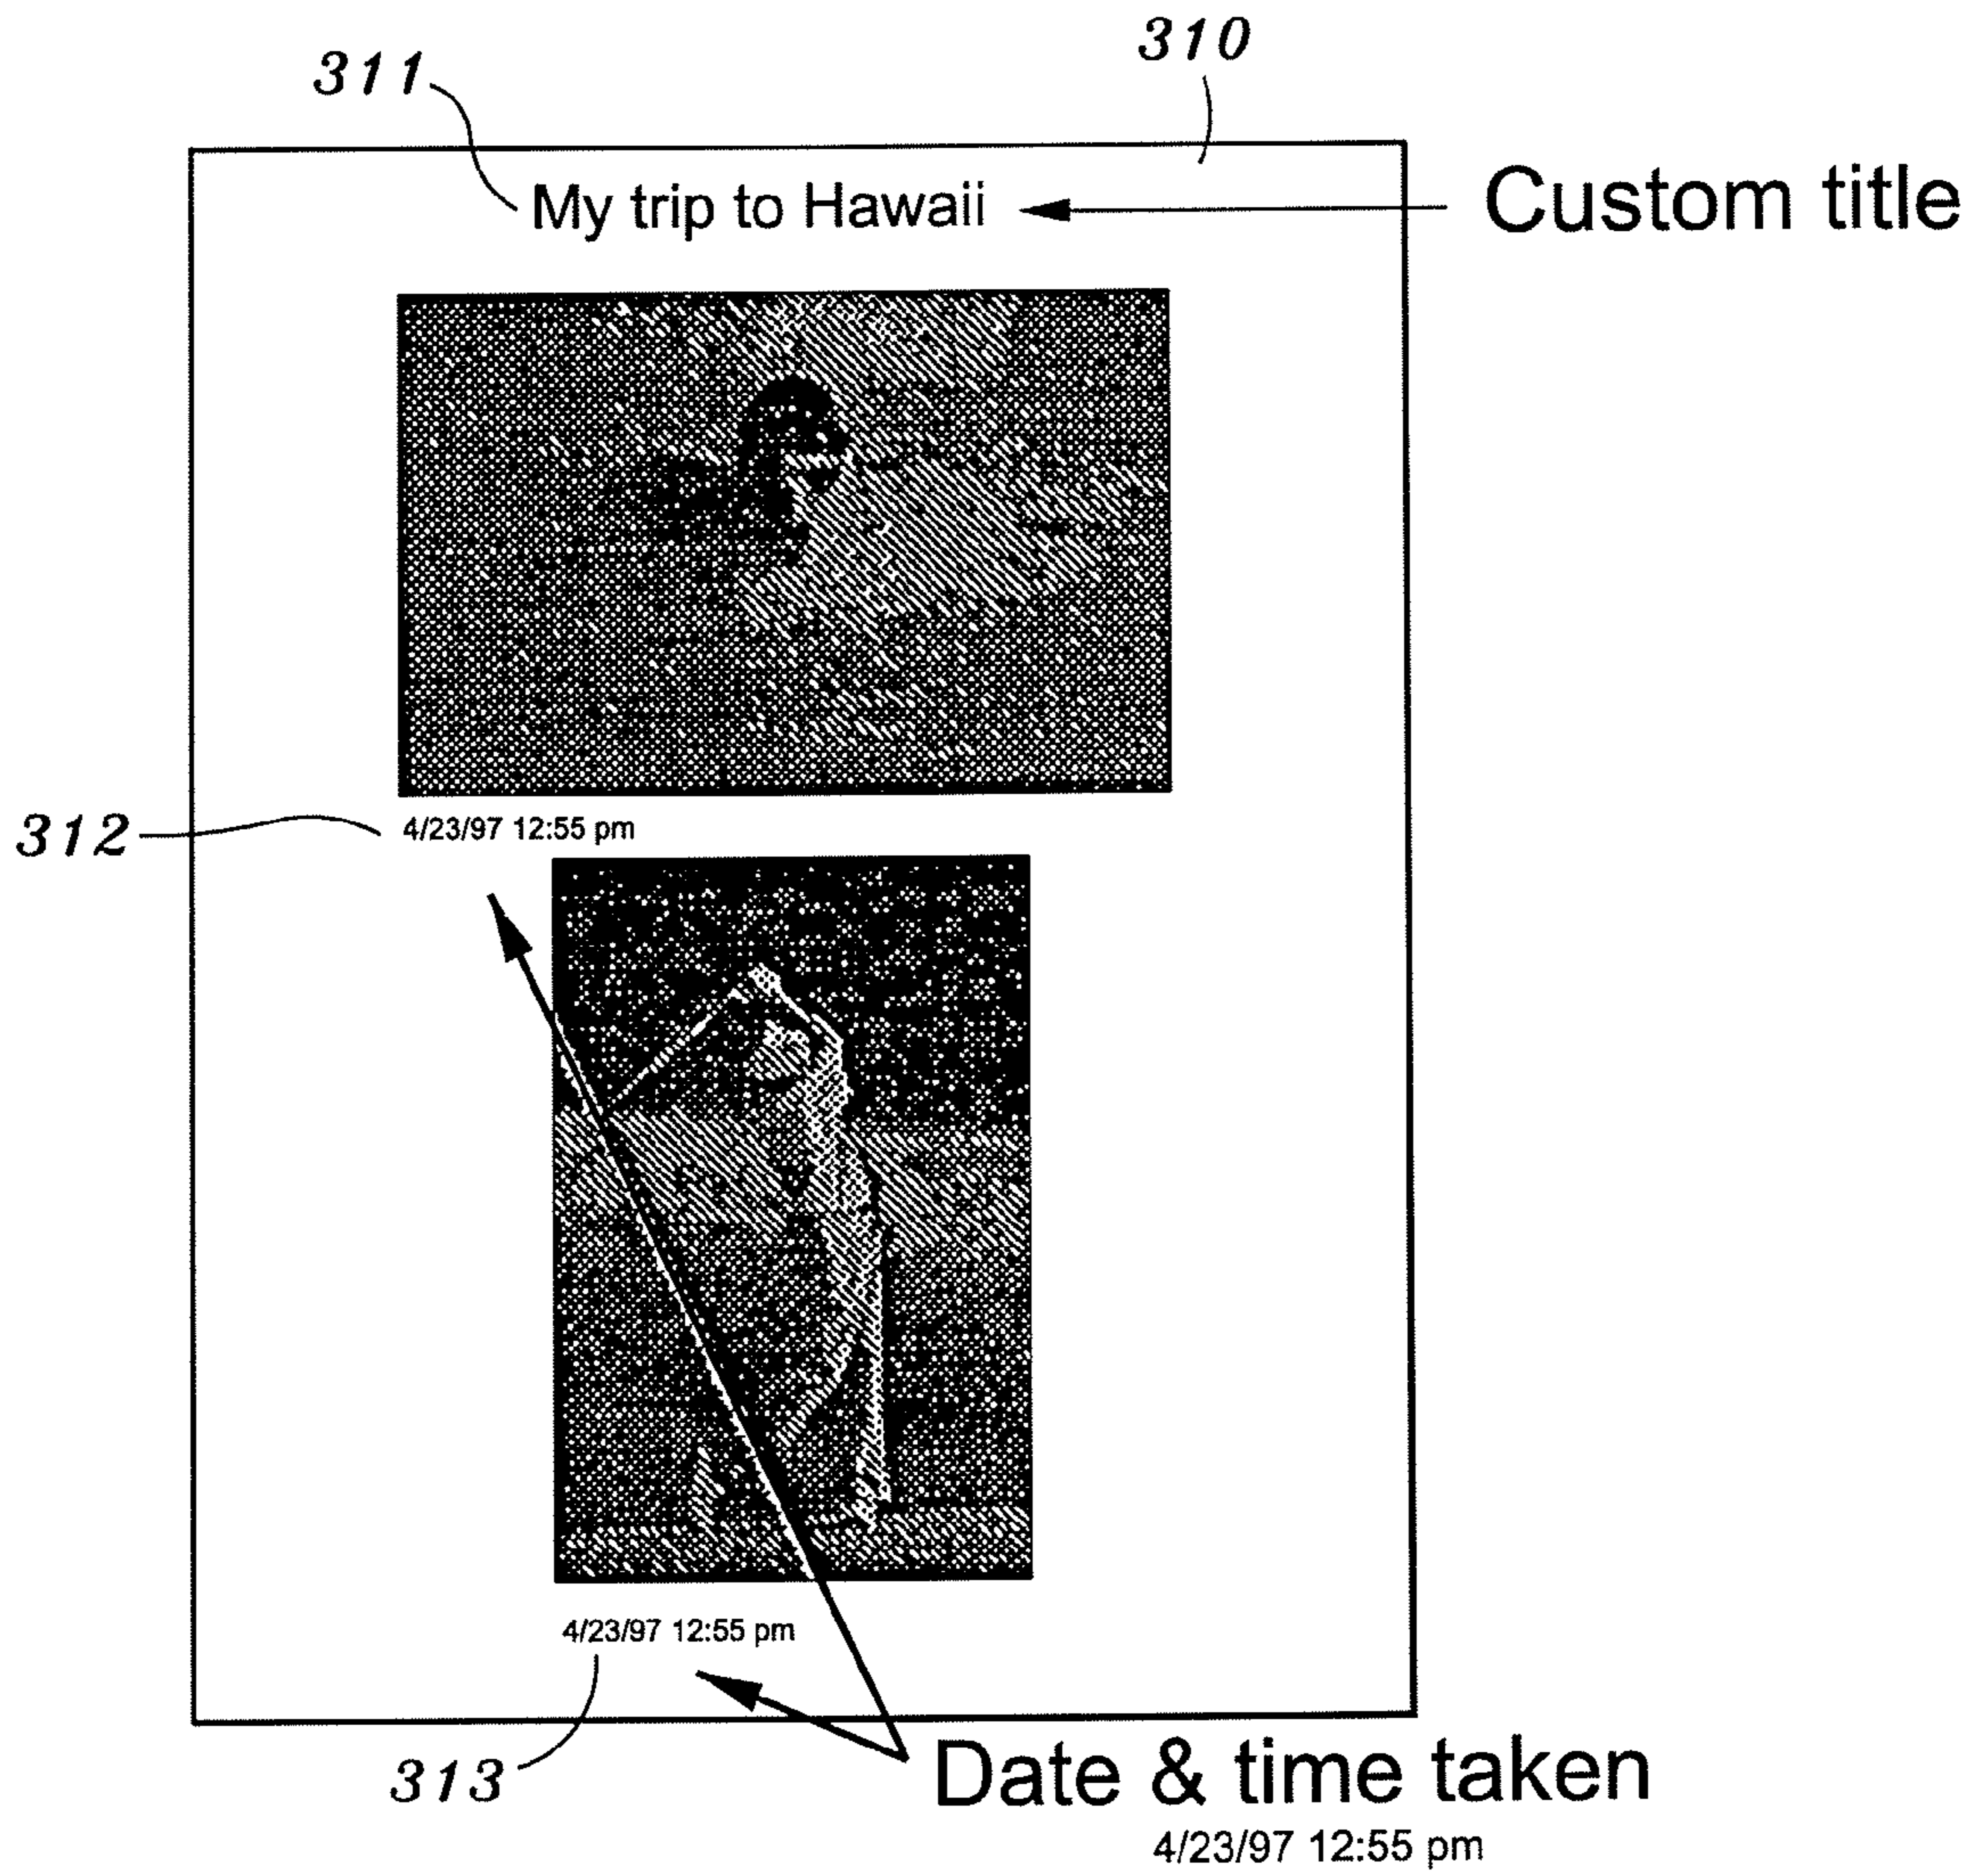 310
311
My trip to Hawaii
Custom title
312
4/23/97 12:55 pm
4/23/97 12:55 pm
313
Date & time taken
4/23/97 12:55 pm